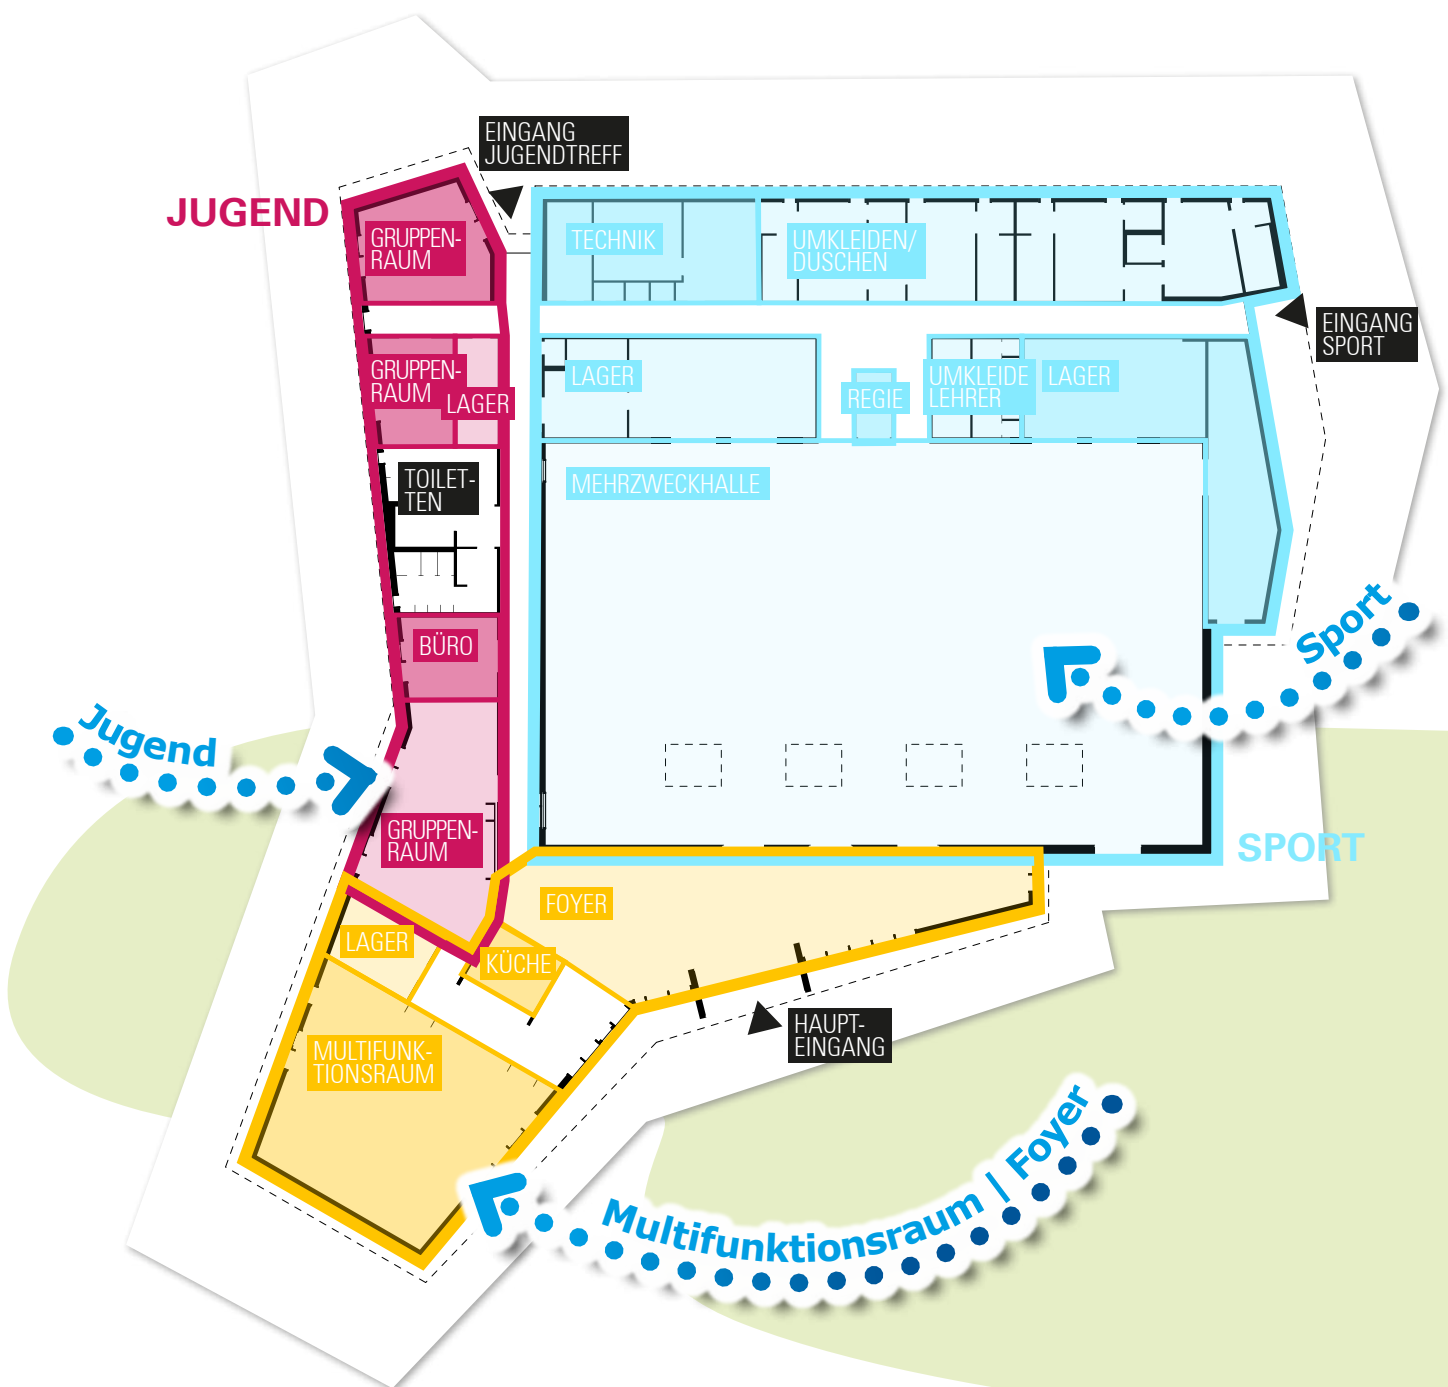 EINGANG
JUGENDTREFF
JUGEND
GRUPPEN-
RAUM
TECHNIK
UMKLEIDEN/
DUSCHEN
EINGANG
SPORT
GRUPPEN-
RAUM
LAGER
LAGER
REGIE
UMKLEIDE
LEHRER
LAGER
TOILET-
TEN
MEHRZWECKHALLE
BÜRO
Sport
Jugend
GRUPPEN-
RAUM
SPORT
FOYER
LAGER
KÜCHE
HAUPT-
EINGANG
MULTIFUNK-
TIONSRAUM
Multifunktionsraum | Foyer